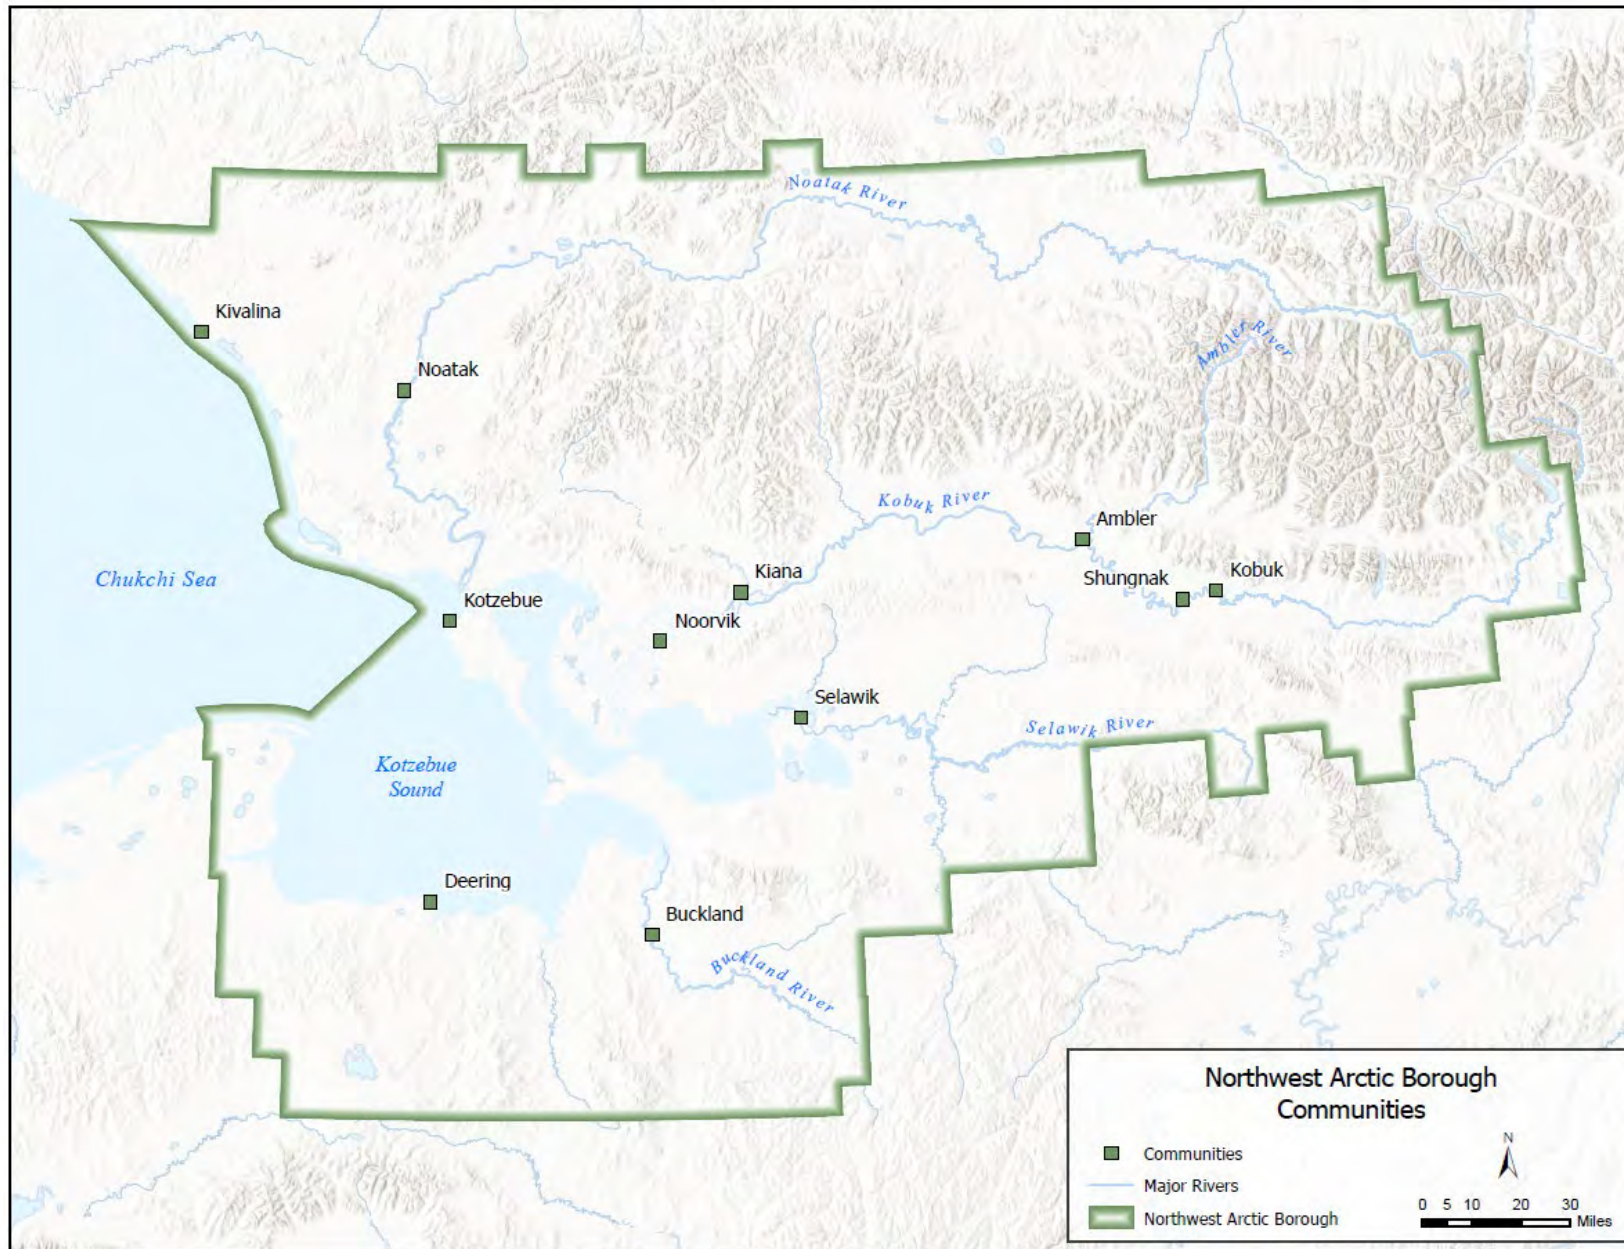 Noatak River
Kivalina
Ambler River
Noatak
Kobuk River
Ambler
Chukchi Sea
Kiana
Shungnak
Kobuk
Kotzebue
Noorvik
Selawik
Selawik River
Kotzebue
Sound
Deering
Buckland
Buckland River
Northwest Arctic Borough
Communities
N
Communities
Major Rivers
Northwest Arctic Borough
0 5 10 20 30
Miles